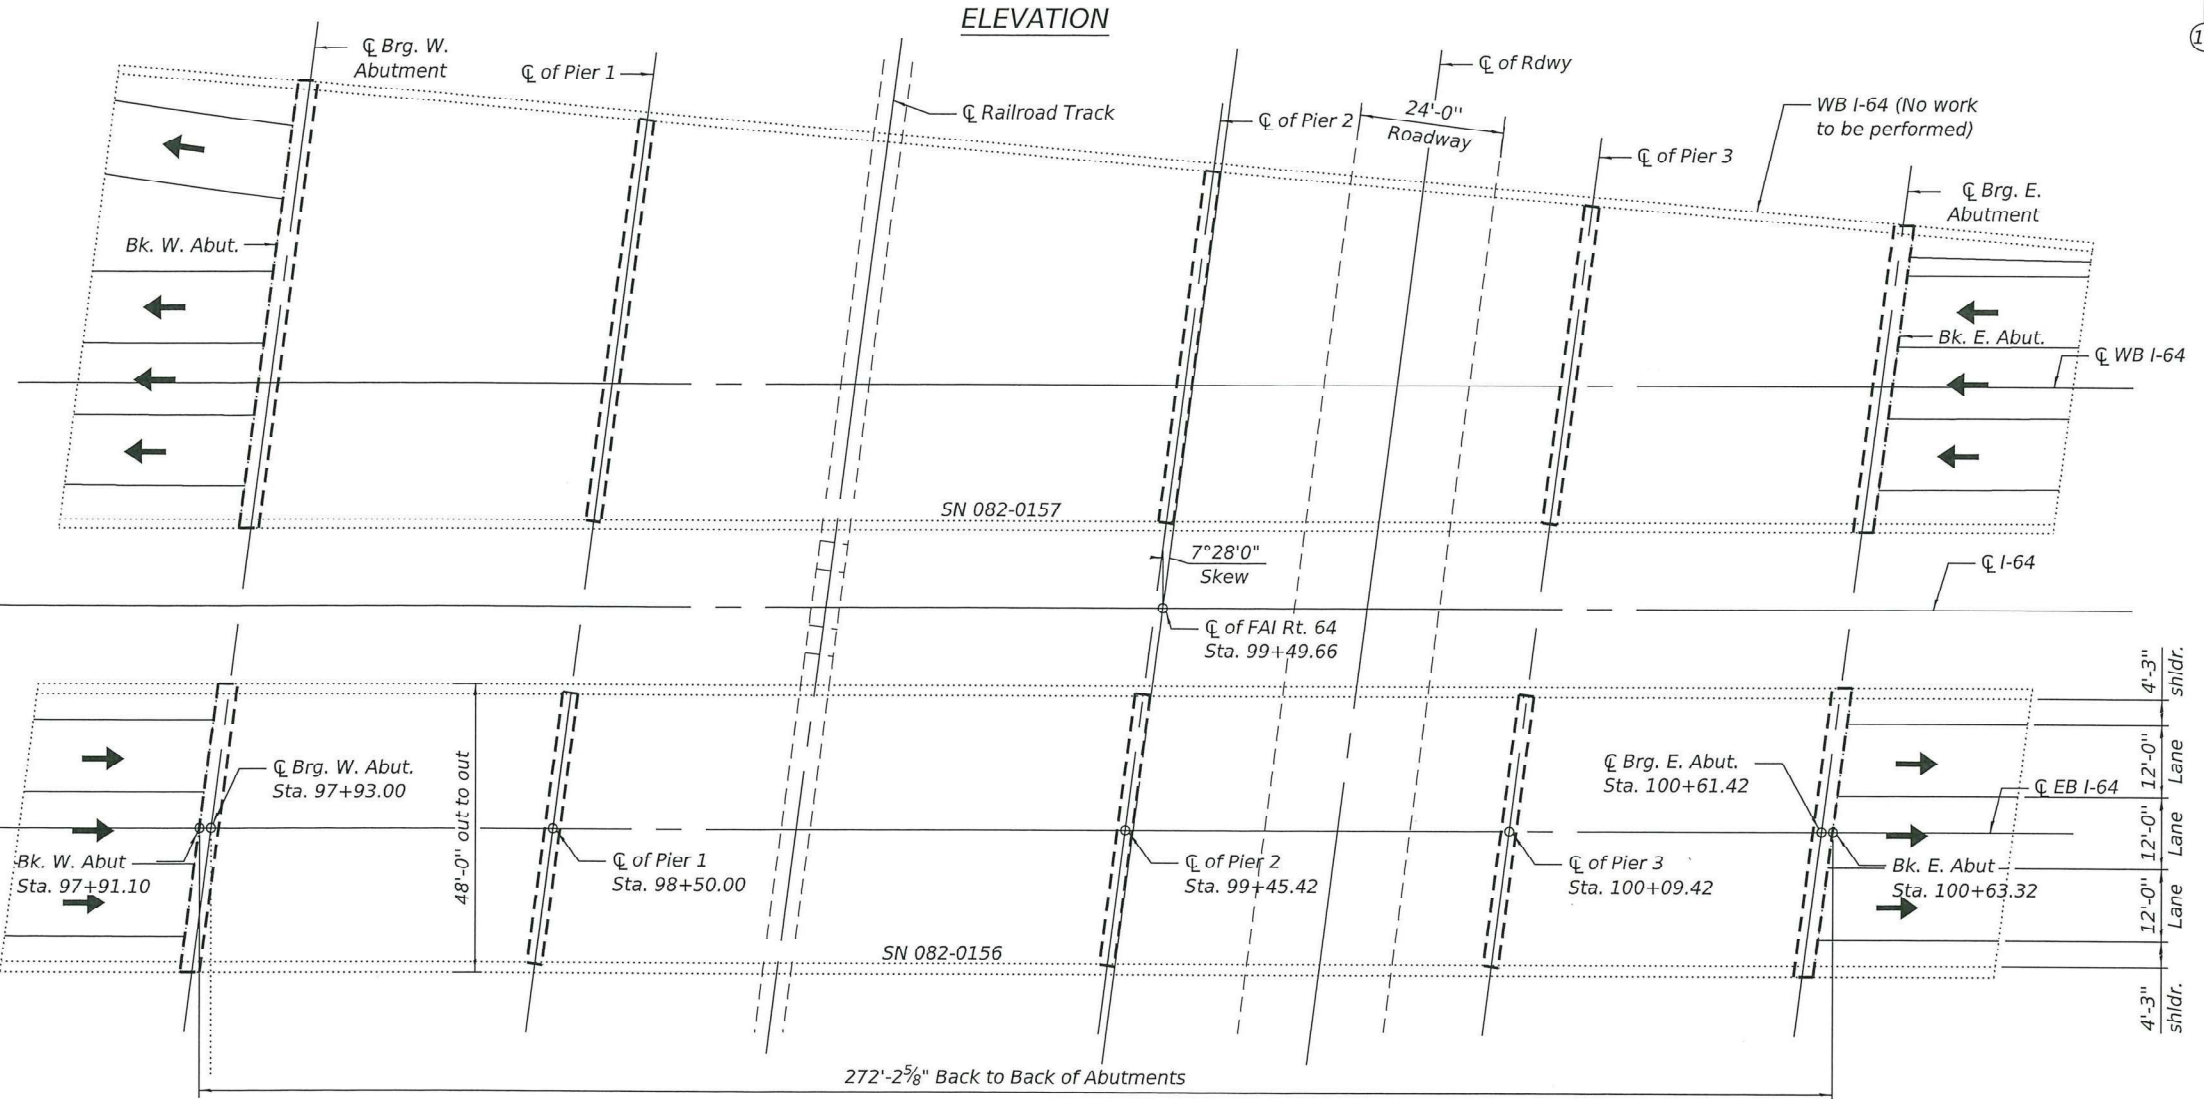 ELEVATION
1
℄ Brg. W.
Abutment
℄ of Pier 1
℄ Railroad Track
℄ of Pier 2
24'-0"
Roadway
℄ of Rdwy
WB I-64 (No work
to be performed)
℄ of Pier 3
℄ Brg. E.
Abutment
Bk. W. Abut.
Bk. E. Abut.
℄ WB I-64
SN 082-0157
7°28'0"
Skew
℄ I-64
℄ of FAI Rt. 64
Sta. 99+49.66
4'-3"
shldr.
12'-0"
Lane
12'-0"
Lane
12'-0"
Lane
4'-3"
shldr.
48'-0" out to out
℄ Brg. W. Abut.
Sta. 97+93.00
℄ Brg. E. Abut.
Sta. 100+61.42
℄ EB I-64
Bk. W. Abut
Sta. 97+91.10
℄ of Pier 1
Sta. 98+50.00
℄ of Pier 2
Sta. 99+45.42
℄ of Pier 3
Sta. 100+09.42
Bk. E. Abut
Sta. 100+63.32
SN 082-0156
272'-2⅝" Back to Back of Abutments